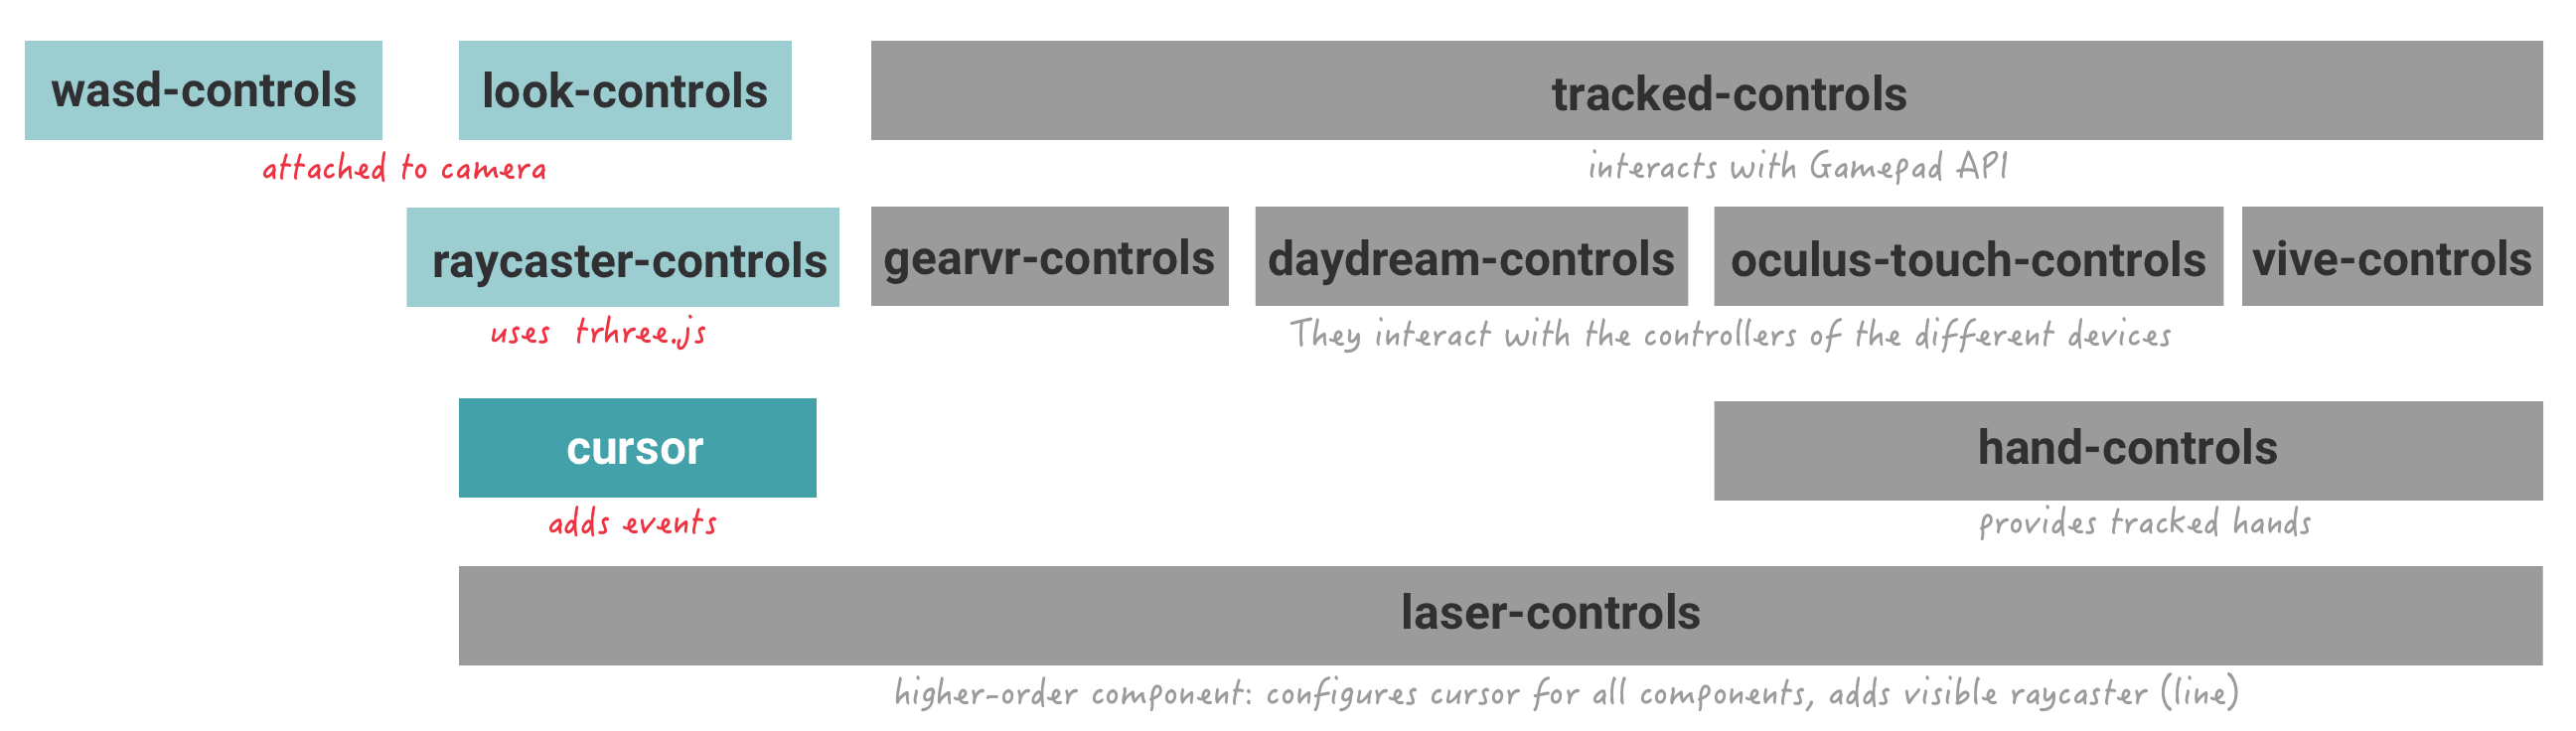 wasd-controls
look-controls
tracked-controls
attached to camera
interacts with Gamepad API
raycaster-controls
gearvr-controls
daydream-controls
oculus-touch-controls
vive-controls
uses trhree.js
They interact with the controllers of the different devices
cursor
hand-controls
adds events
provides tracked hands
laser-controls
higher-order component: configures cursor for all components, adds visible raycaster (line)